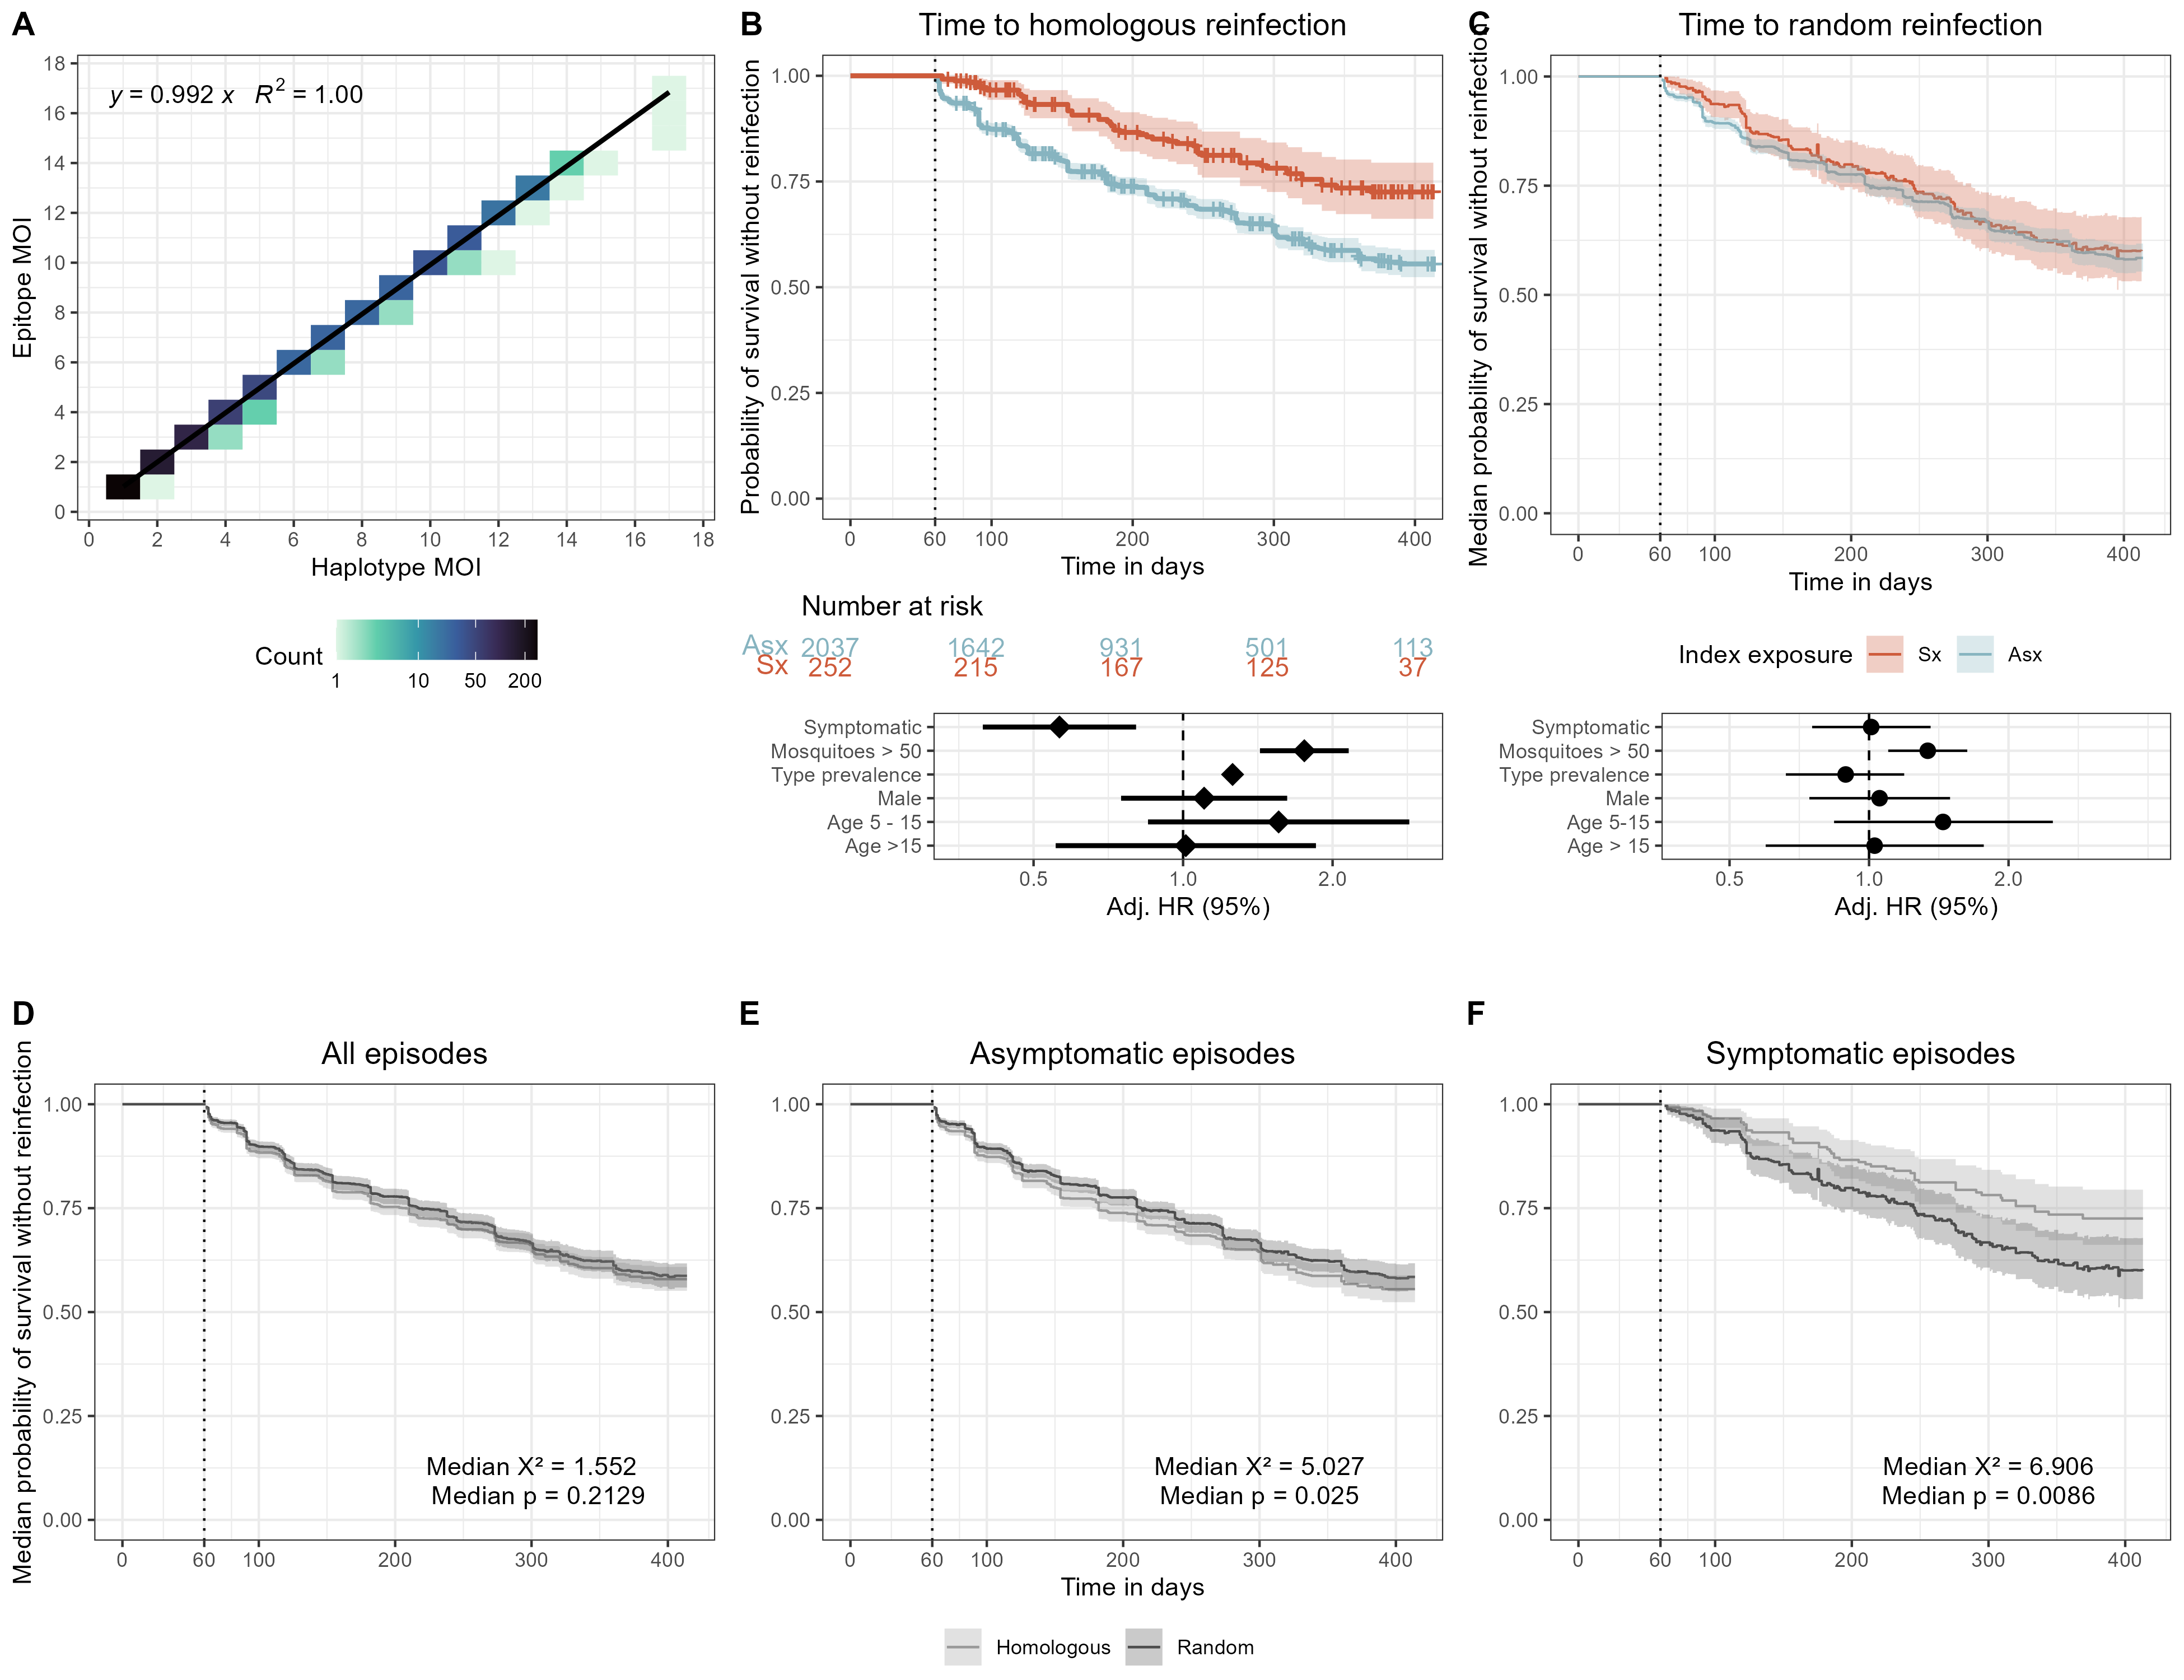 A
y = 0.992 x R² = 1.00
Epitope MOI
18
16
14
12
10
8
6
4
2
0
0 2 4 6 8 10 12 14 16 18
Haplotype MOI
Count
1 10 50 200
B
Time to homologous reinfection
Probability of survival without reinfection
1.00
0.75
0.50
0.25
0.00
0 60 100 200 300 400
Time in days
Number at risk
Asx 2037 1642 931 501 113
Sx 252 215 167 125 37
Symptomatic
Mosquitoes > 50
Type prevalence
Male
Age 5 - 15
Age >15
0.5 1.0 2.0
Adj. HR (95%)
C
Time to random reinfection
Median probability of survival without reinfection
1.00
0.75
0.50
0.25
0.00
0 60 100 200 300 400
Time in days
Index exposure Sx Asx
Symptomatic
Mosquitoes > 50
Type prevalence
Male
Age 5-15
Age > 15
0.5 1.0 2.0
Adj. HR (95%)
D
All episodes
Median probability of survival without reinfection
1.00
0.75
0.50
0.25
0.00
Median X² = 1.552
Median p = 0.2129
0 60 100 200 300 400
E
Asymptomatic episodes
1.00
0.75
0.50
0.25
0.00
Median X² = 5.027
Median p = 0.025
0 60 100 200 300 400
Time in days
F
Symptomatic episodes
1.00
0.75
0.50
0.25
0.00
Median X² = 6.906
Median p = 0.0086
0 60 100 200 300 400
Homologous Random